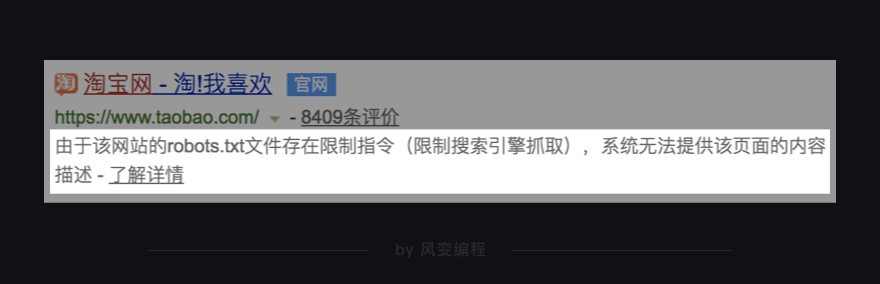 淘 淘宝网 - 淘!我喜欢 官网
https://www.taobao.com/ - 8409条评价
由于该网站的robots.txt文件存在限制指令（限制搜索引擎抓取），系统无法提供该页面的内容
描述 - 了解详情
by 风变编程